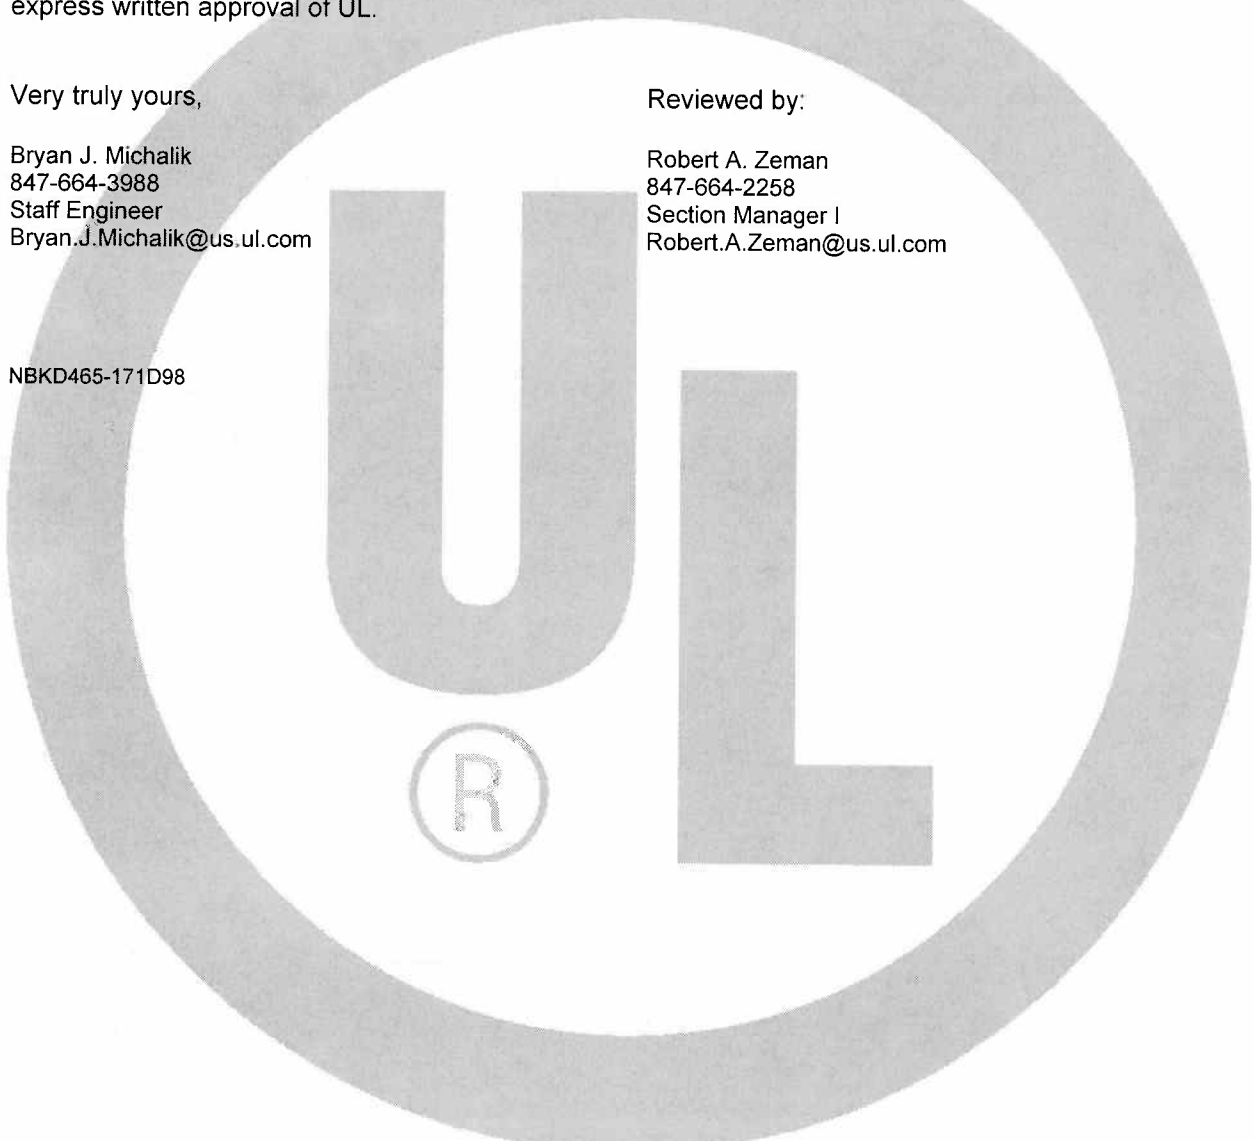 express written approval of UL.
Very truly yours,
Bryan J. Michalik
847-664-3988
Staff Engineer
Bryan.J.Michalik@us.ul.com
Reviewed by:
Robert A. Zeman
847-664-2258
Section Manager I
Robert.A.Zeman@us.ul.com
NBKD465-171D98
UL
®